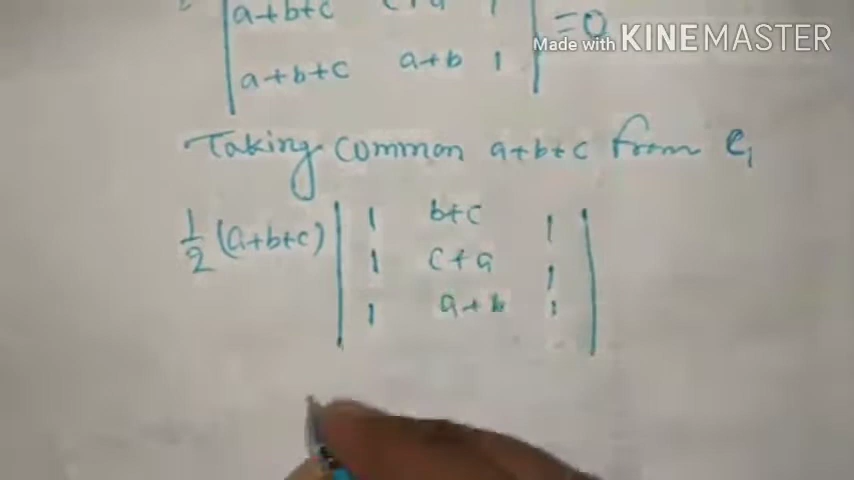 a+b+c c+a 1 =0
Made with KINEMASTER
a+b+c a+b 1
Taking common a+b+c from C₁
1/2 (a+b+c) | 1 b+c 1 |
1 c+a 1
1 a+b 1